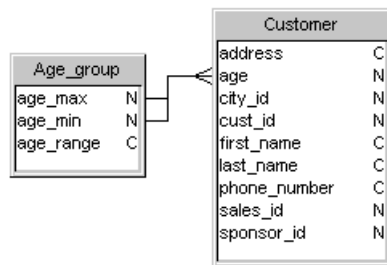 Age_group
age_max N
age_min N
age_range C
Customer
address C
age N
city_id N
cust_id N
first_name C
last_name C
phone_number C
sales_id N
sponsor_id N